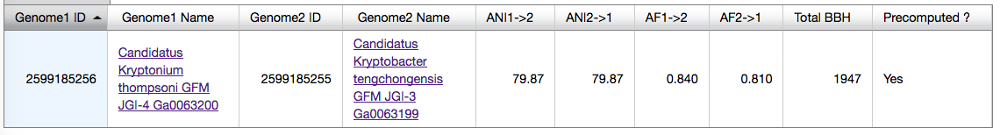 Genome1 ID Genome1 Name Genome2 ID Genome2 Name ANI1->2 ANI2->1 AF1->2 AF2->1 Total BBH Precomputed ?
2599185256
Candidatus
Kryptonium
thompsoni GFM
JGI-4 Ga0063200
2599185255
Candidatus
Kryptobacter
tengchongensis
GFM JGI-3
Ga0063199
79.87 79.87 0.840 0.810 1947 Yes